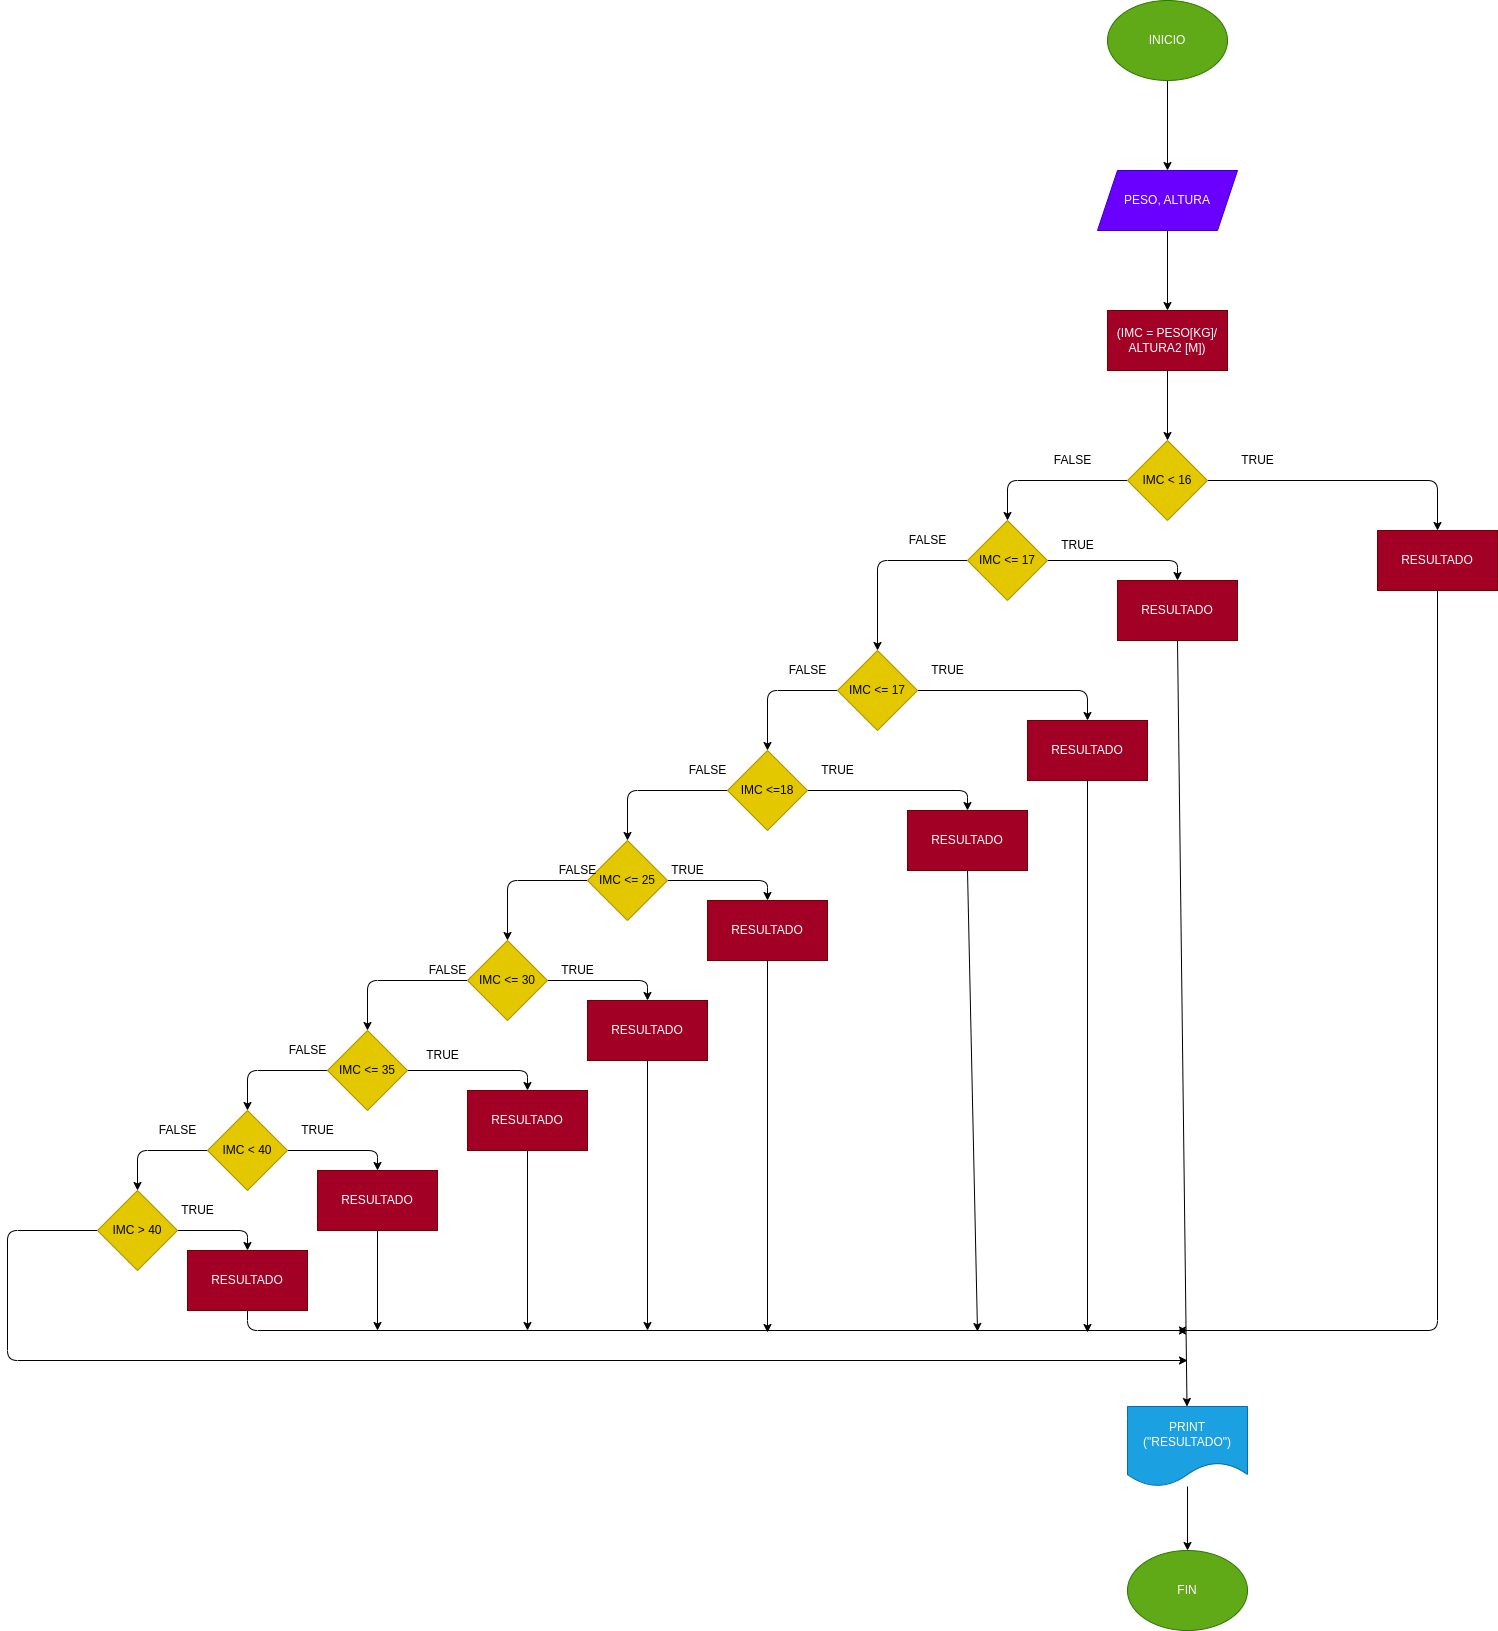 INICIO
PESO, ALTURA
(IMC = PESO[KG]/
ALTURA2 [M])
FALSE
TRUE
IMC < 16
FALSE
TRUE
IMC <= 17
RESULTADO
RESULTADO
FALSE
TRUE
IMC <= 17
RESULTADO
FALSE
TRUE
IMC <=18
RESULTADO
FALSE
TRUE
IMC <= 25
RESULTADO
FALSE
TRUE
IMC <= 30
RESULTADO
FALSE
TRUE
IMC <= 35
RESULTADO
FALSE
TRUE
IMC < 40
RESULTADO
TRUE
IMC > 40
RESULTADO
PRINT
("RESULTADO")
FIN